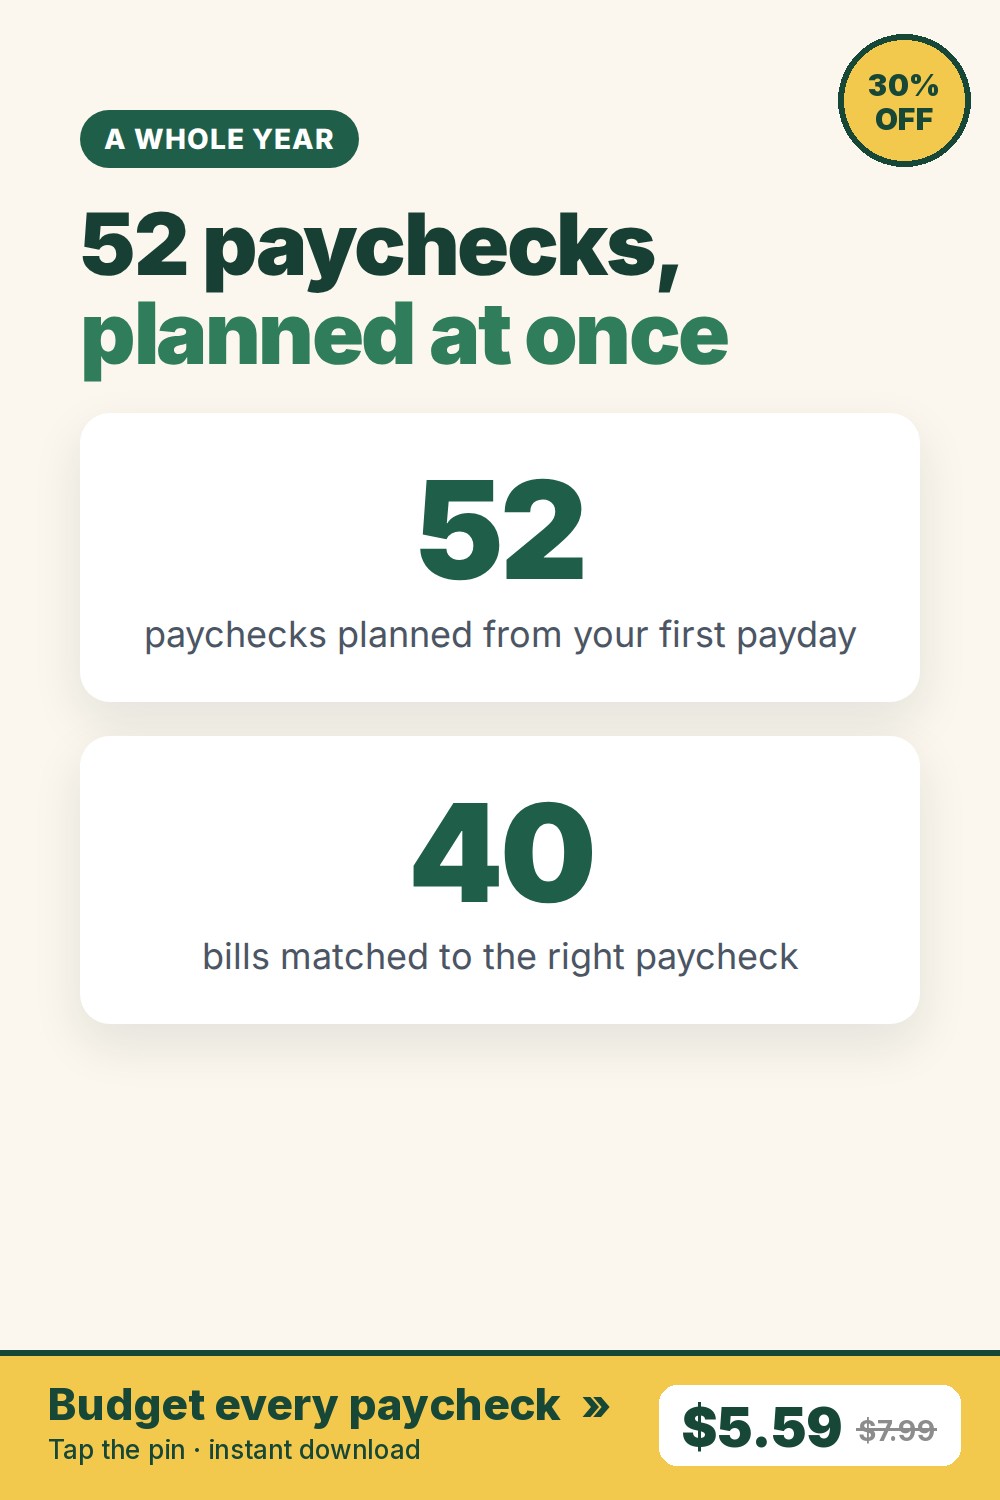 30%
OFF
A WHOLE YEAR
52 paychecks,
planned at once
52
paychecks planned from your first payday
40
bills matched to the right paycheck
Budget every paycheck »
Tap the pin · instant download
$5.59 $7.99